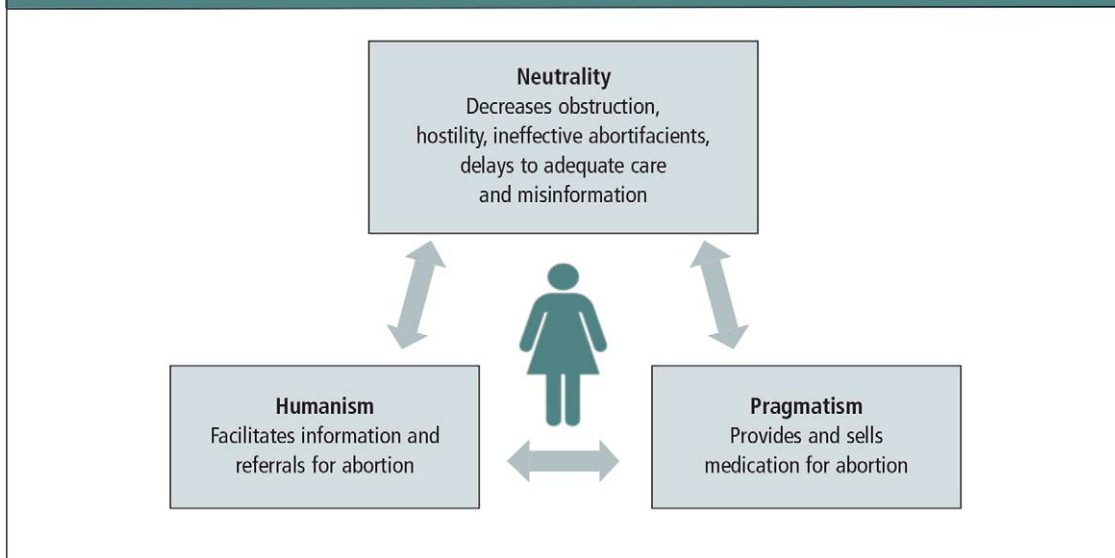 Neutrality
Decreases obstruction,
hostility, ineffective abortifacients,
delays to adequate care
and misinformation
Humanism
Facilitates information and
referrals for abortion
Pragmatism
Provides and sells
medication for abortion